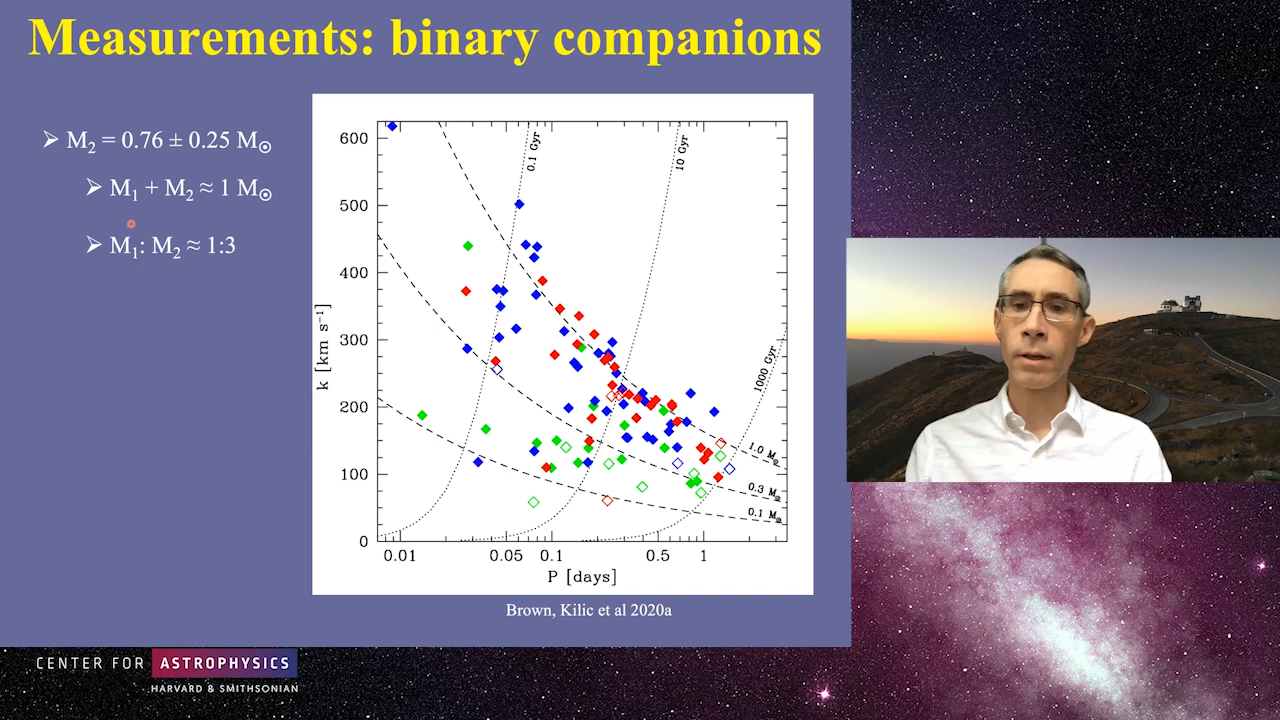 Measurements: binary companions
➢ M₂ = 0.76 ± 0.25 M☉
➢ M₁ + M₂ ≈ 1 M☉
➢ M₁: M₂ ≈ 1:3
600
500
400
300
200
100
0
k [km s⁻¹]
0.1 Gyr
10 Gyr
1000 Gyr
1.0 M☉
0.3 M☉
0.1 M☉
0.01
0.05
0.1
0.5
1
P [days]
Brown, Kilic et al 2020a
CENTER FOR ASTROPHYSICS
HARVARD & SMITHSONIAN